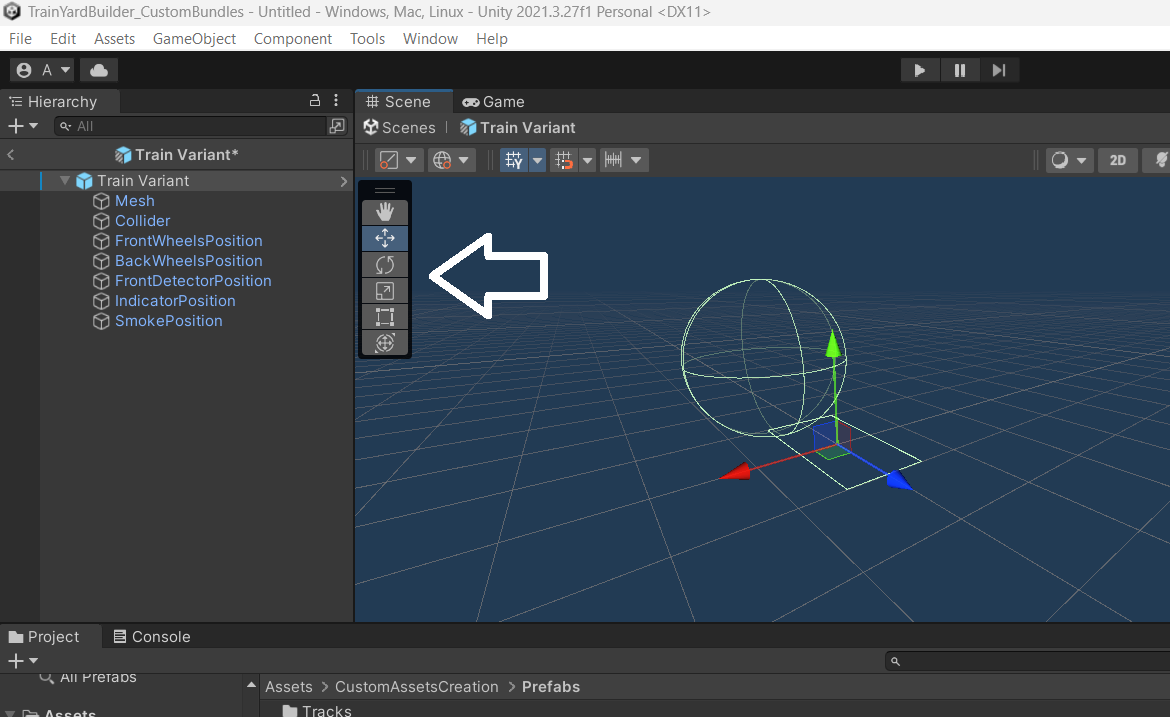 TrainYardBuilder_CustomBundles - Untitled - Windows, Mac, Linux - Unity 2021.3.27f1 Personal <DX11>
File Edit Assets GameObject Component Tools Window Help
A
Hierarchy
Scene Game
All
Scenes Train Variant
Train Variant*
2D
Train Variant
Mesh
Collider
FrontWheelsPosition
BackWheelsPosition
FrontDetectorPosition
IndicatorPosition
SmokePosition
Project Console
All Prefabs
Assets > CustomAssetsCreation > Prefabs
Assets
Tracks